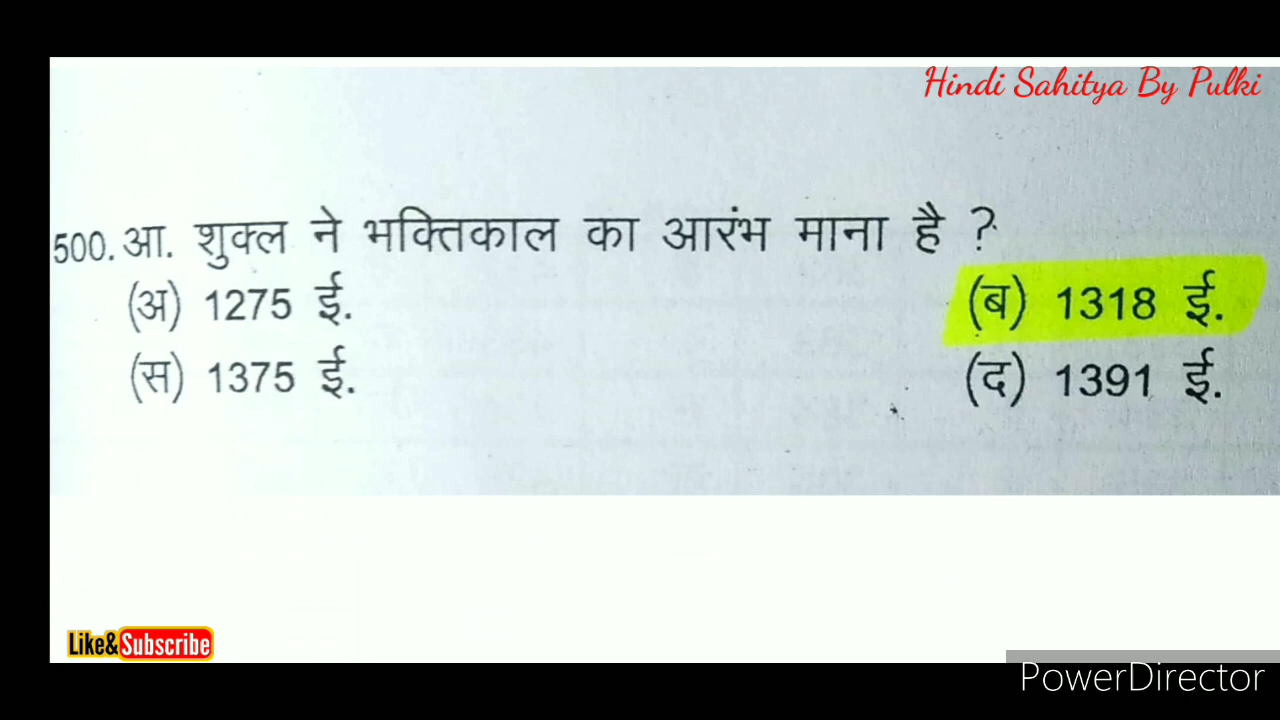 Hindi Sahitya By Pulki
500. आ. शुक्ल ने भक्तिकाल का आरंभ माना है ?
(अ) 1275 ई. (ब) 1318 ई.
(स) 1375 ई. (द) 1391 ई.
Like& Subscribe
PowerDirector